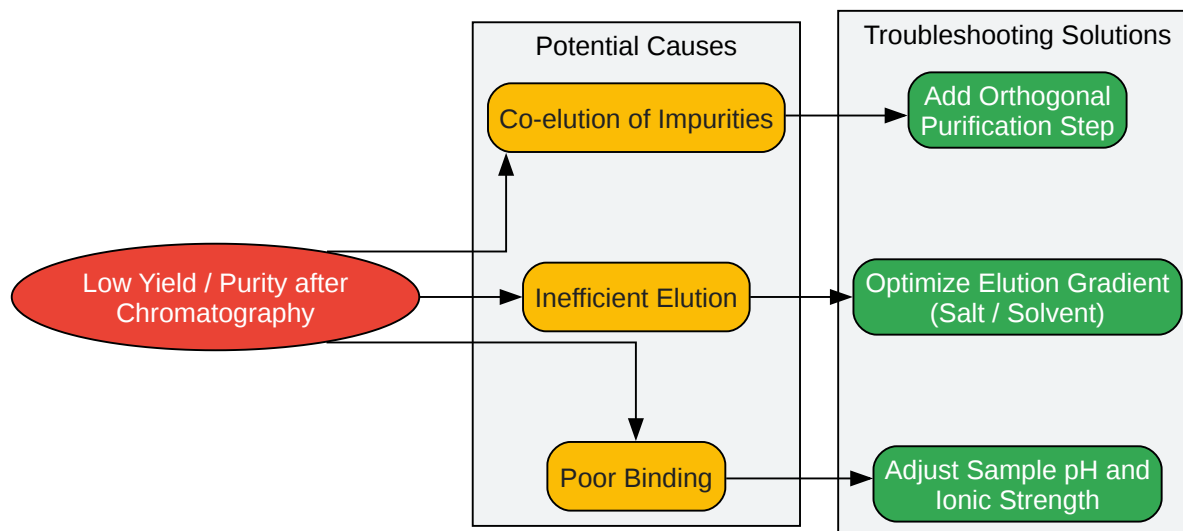 Potential Causes
Troubleshooting Solutions
Co-elution of Impurities
Add Orthogonal
Purification Step
Low Yield / Purity after
Chromatography
Inefficient Elution
Optimize Elution Gradient
(Salt / Solvent)
Poor Binding
Adjust Sample pH and
Ionic Strength